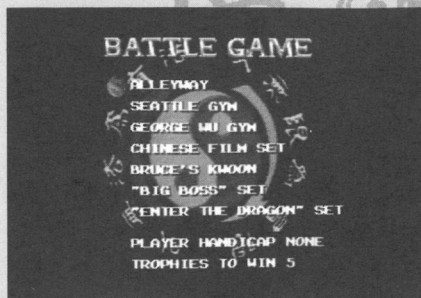 BATTLE GAME
ALLEYWAY
SEATTLE GYM
GEORGE WU GYM
CHINESE FILM SET
BRUCE'S KWOON
"BIG BOSS" SET
"ENTER THE DRAGON" SET
PLAYER HANDICAP NONE
TROPHIES TO WIN 5